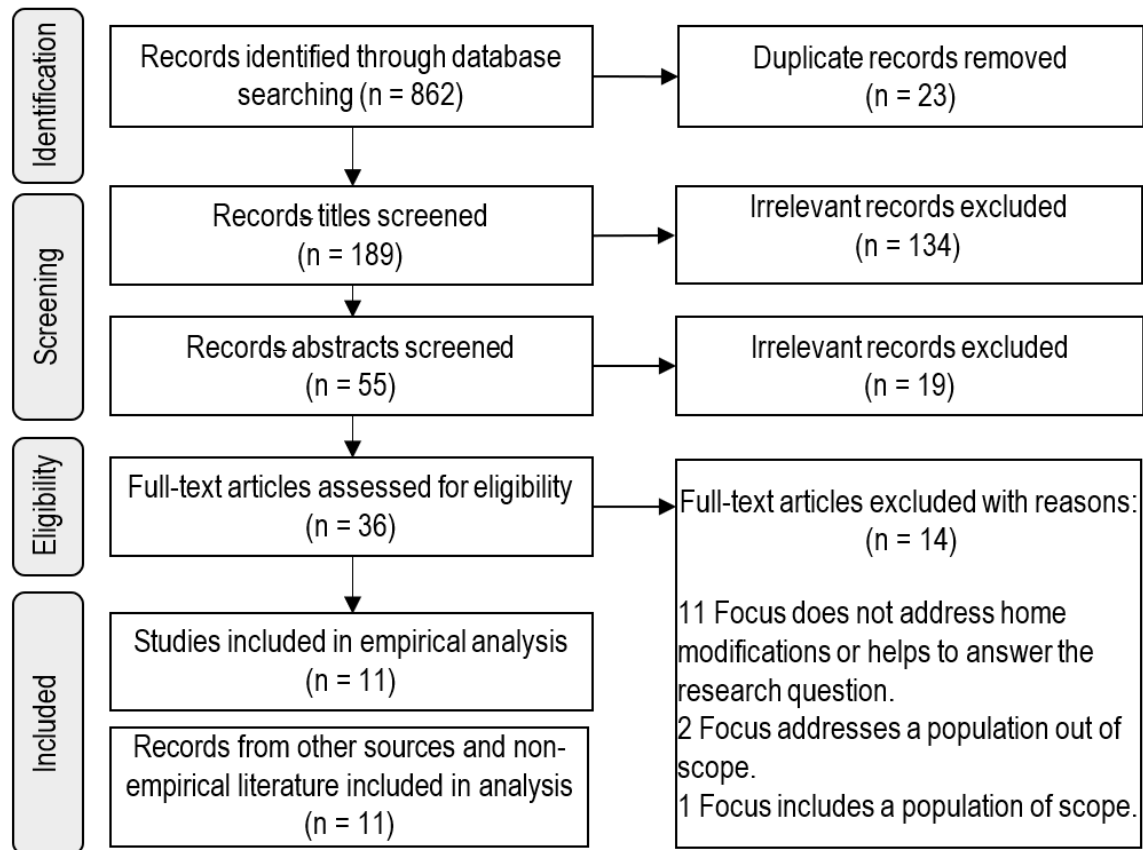 Identification
Records identified through database
searching (n = 862)
Duplicate records removed
(n = 23)
Screening
Records titles screened
(n = 189)
Irrelevant records excluded
(n = 134)
Records abstracts screened
(n = 55)
Irrelevant records excluded
(n = 19)
Eligibility
Full-text articles assessed for eligibility
(n = 36)
Full-text articles excluded with reasons:
(n = 14)
11 Focus does not address home
modifications or helps to answer the
research question.
2 Focus addresses a population out of
scope.
1 Focus includes a population of scope.
Included
Studies included in empirical analysis
(n = 11)
Records from other sources and non-
empirical literature included in analysis
(n = 11)